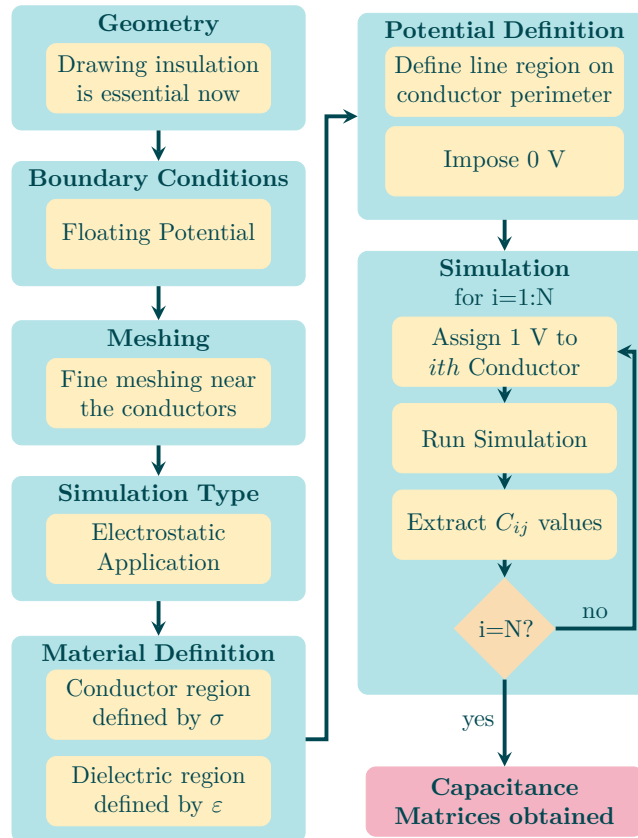 Geometry
Drawing insulation
is essential now
Boundary Conditions
Floating Potential
Meshing
Fine meshing near
the conductors
Simulation Type
Electrostatic
Application
Material Definition
Conductor region
defined by σ
Dielectric region
defined by ε
Potential Definition
Define line region on
conductor perimeter
Impose 0 V
Simulation
for i=1:N
Assign 1 V to
ith Conductor
Run Simulation
Extract C_{ij} values
i=N?
no
yes
Capacitance
Matrices obtained